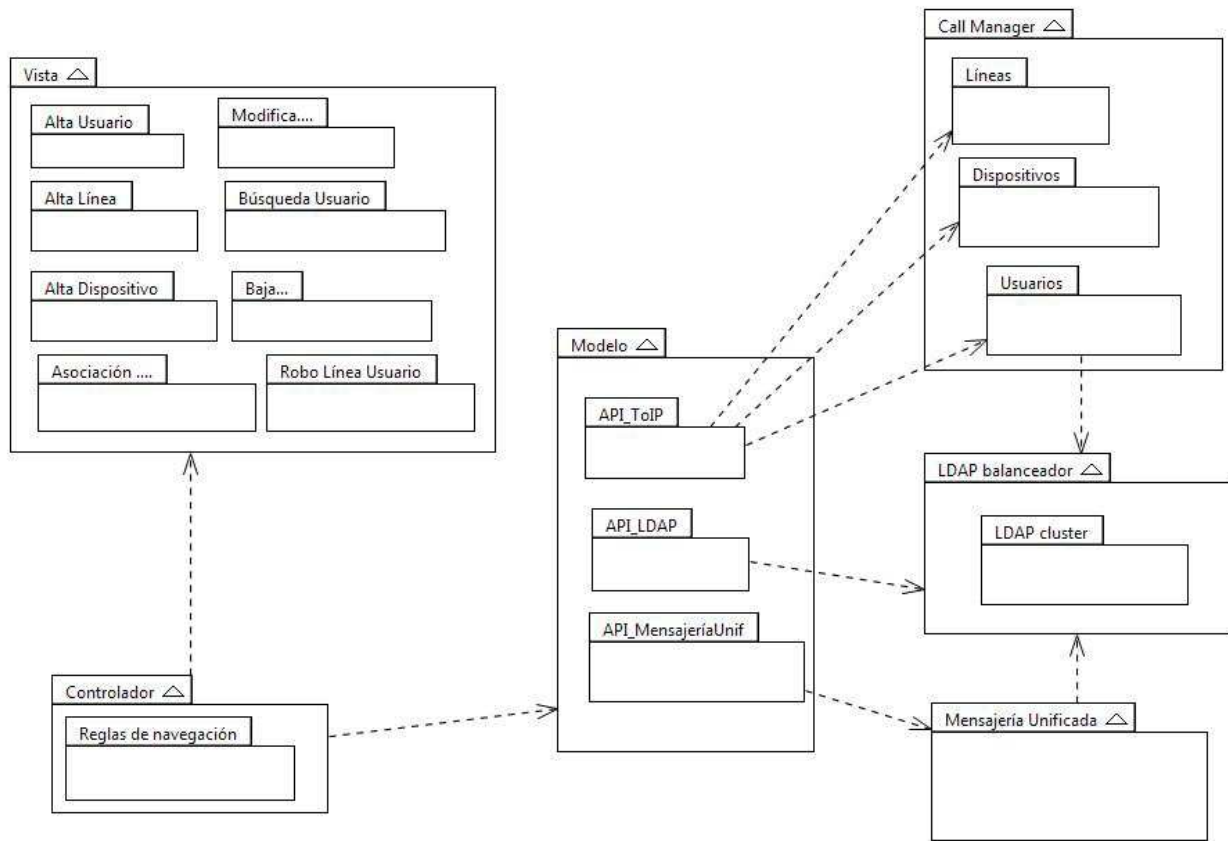 Vista
Alta Usuario
Modifica....
Alta Línea
Búsqueda Usuario
Alta Dispositivo
Baja...
Asociación ....
Robo Línea Usuario
Controlador
Reglas de navegación
Modelo
API_ToIP
API_LDAP
API_MensajeríaUnif
Call Manager
Líneas
Dispositivos
Usuarios
LDAP balanceador
LDAP cluster
Mensajería Unificada